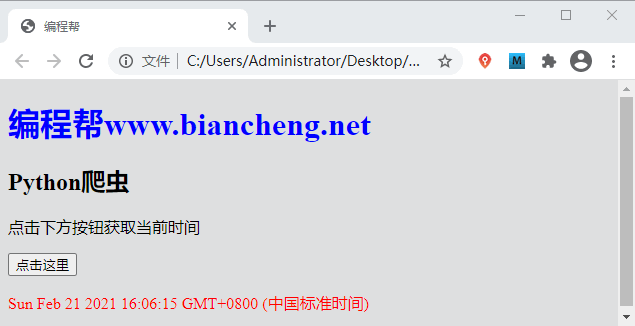 编程帮
文件 C:/Users/Administrator/Desktop/...
编程帮www.biancheng.net
Python爬虫
点击下方按钮获取当前时间
点击这里
Sun Feb 21 2021 16:06:15 GMT+0800 (中国标准时间)